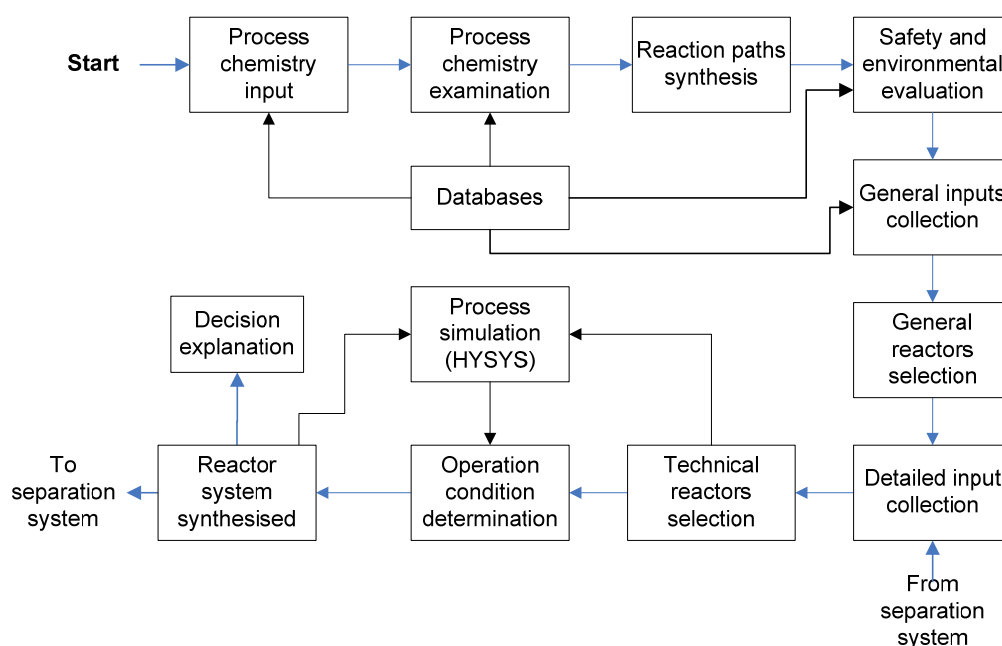 Start
Process
chemistry
input
Process
chemistry
examination
Reaction paths
synthesis
Safety and
environmental
evaluation
Databases
General inputs
collection
Decision
explanation
Process
simulation
(HYSYS)
General
reactors
selection
To
separation
system
Reactor
system
synthesised
Operation
condition
determination
Technical
reactors
selection
Detailed input
collection
From
separation
system